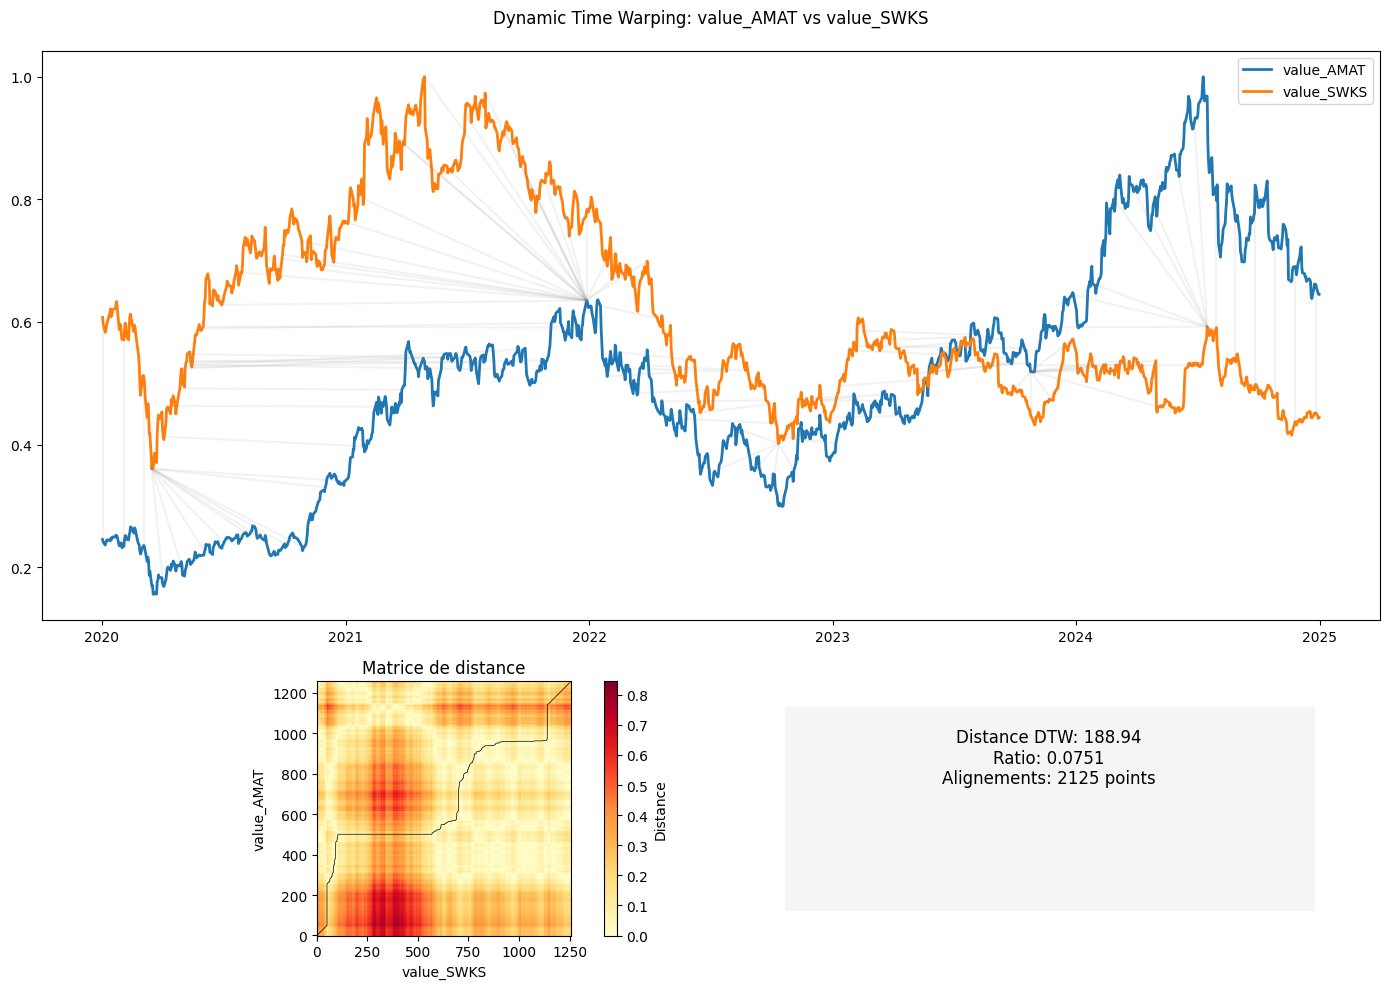 Dynamic Time Warping: value_AMAT vs value_SWKS
value_AMAT
value_SWKS
1.0
0.8
0.6
0.4
0.2
2020 2021 2022 2023 2024 2025
Matrice de distance
value_AMAT
1200
1000
800
600
400
200
0
0 250 500 750 1000 1250
value_SWKS
0.8
0.7
0.6
0.5
0.4
0.3
0.2
0.1
0.0
Distance
Distance DTW: 188.94
Ratio: 0.0751
Alignements: 2125 points